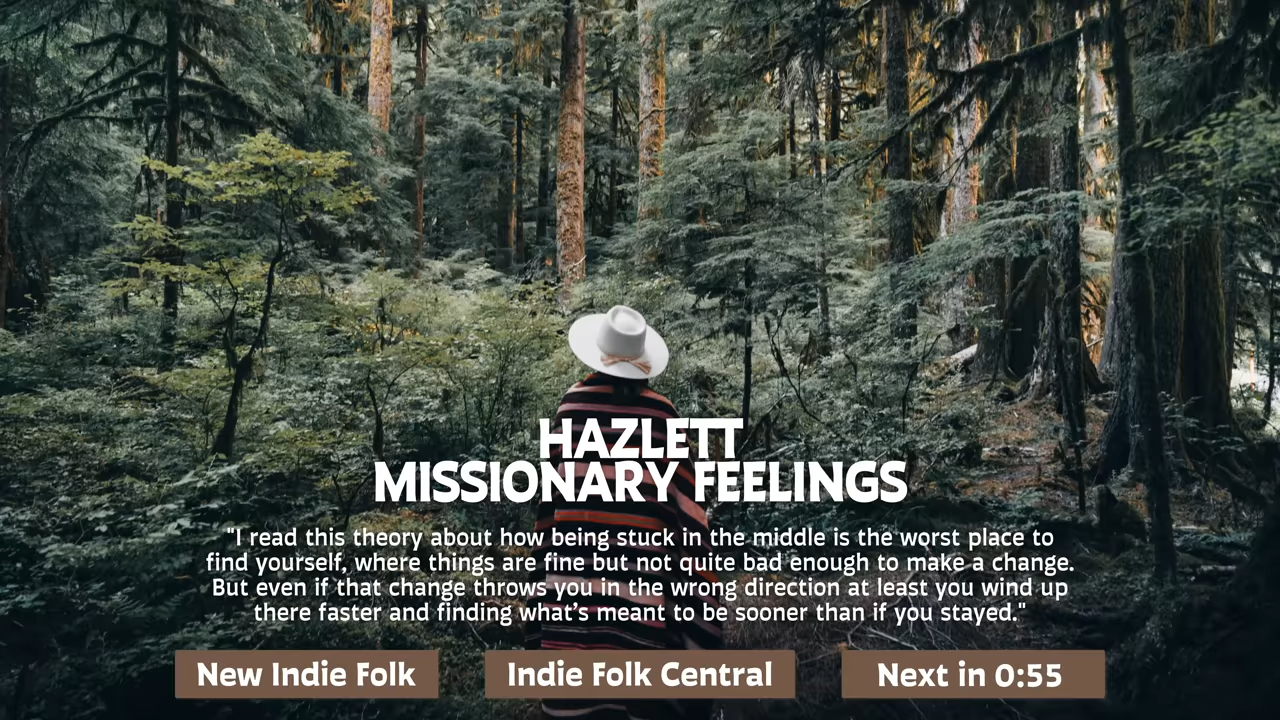 HAZLETT
MISSIONARY FEELINGS
"I read this theory about how being stuck in the middle is the worst place to
find yourself, where things are fine but not quite bad enough to make a change.
But even if that change throws you in the wrong direction at least you wind up
there faster and finding what's meant to be sooner than if you stayed."
New Indie Folk
Indie Folk Central
Next in 0:55